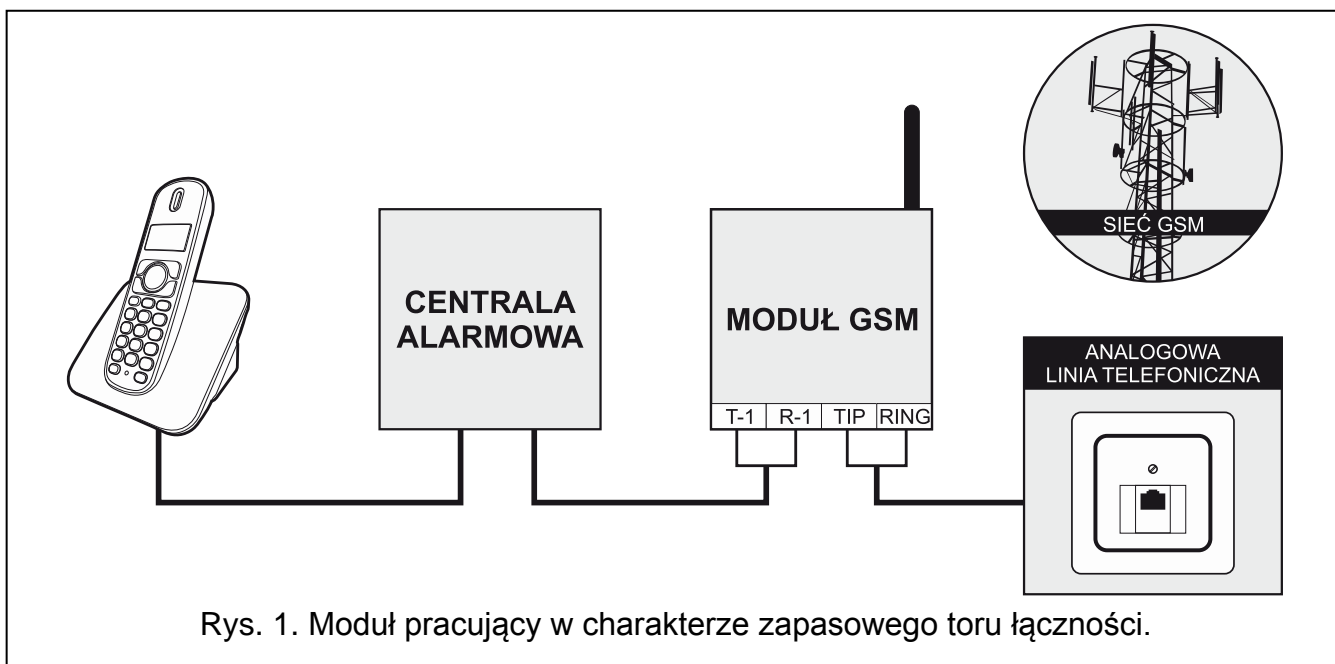 SIEĆ GSM
CENTRALA
ALARMOWA
MODUŁ GSM
T-1 R-1 TIP RING
ANALOGOWA
LINIA TELEFONICZNA
Rys. 1. Moduł pracujący w charakterze zapasowego toru łączności.